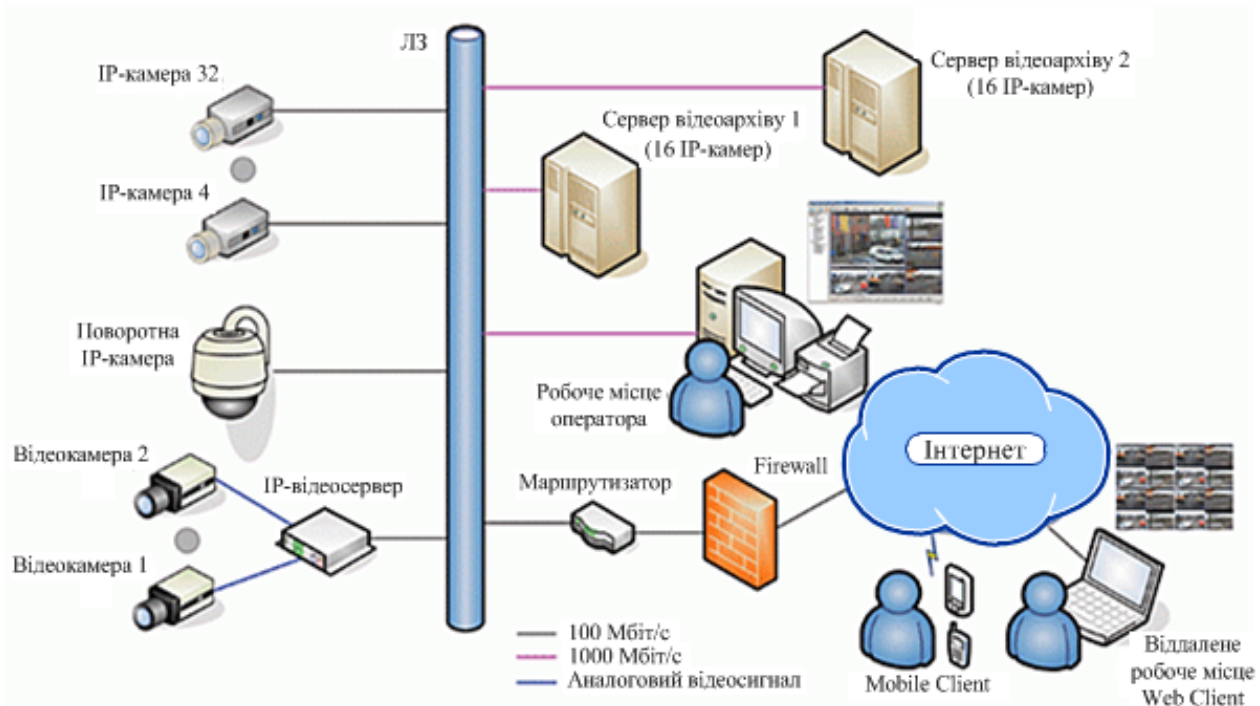 ЛЗ
IP-камера 32
Сервер відеоархіву 2
(16 IP-камер)
Сервер відеоархіву 1
(16 IP-камер)
IP-камера 4
Поворотна
IP-камера
Робоче місце
оператора
Інтернет
Відеокамера 2
IP-відеосервер
Маршрутизатор
Firewall
Відеокамера 1
100 Мбіт/с
1000 Мбіт/с
Аналоговий відеосигнал
Mobile Client
Віддалене
робоче місце
Web Client